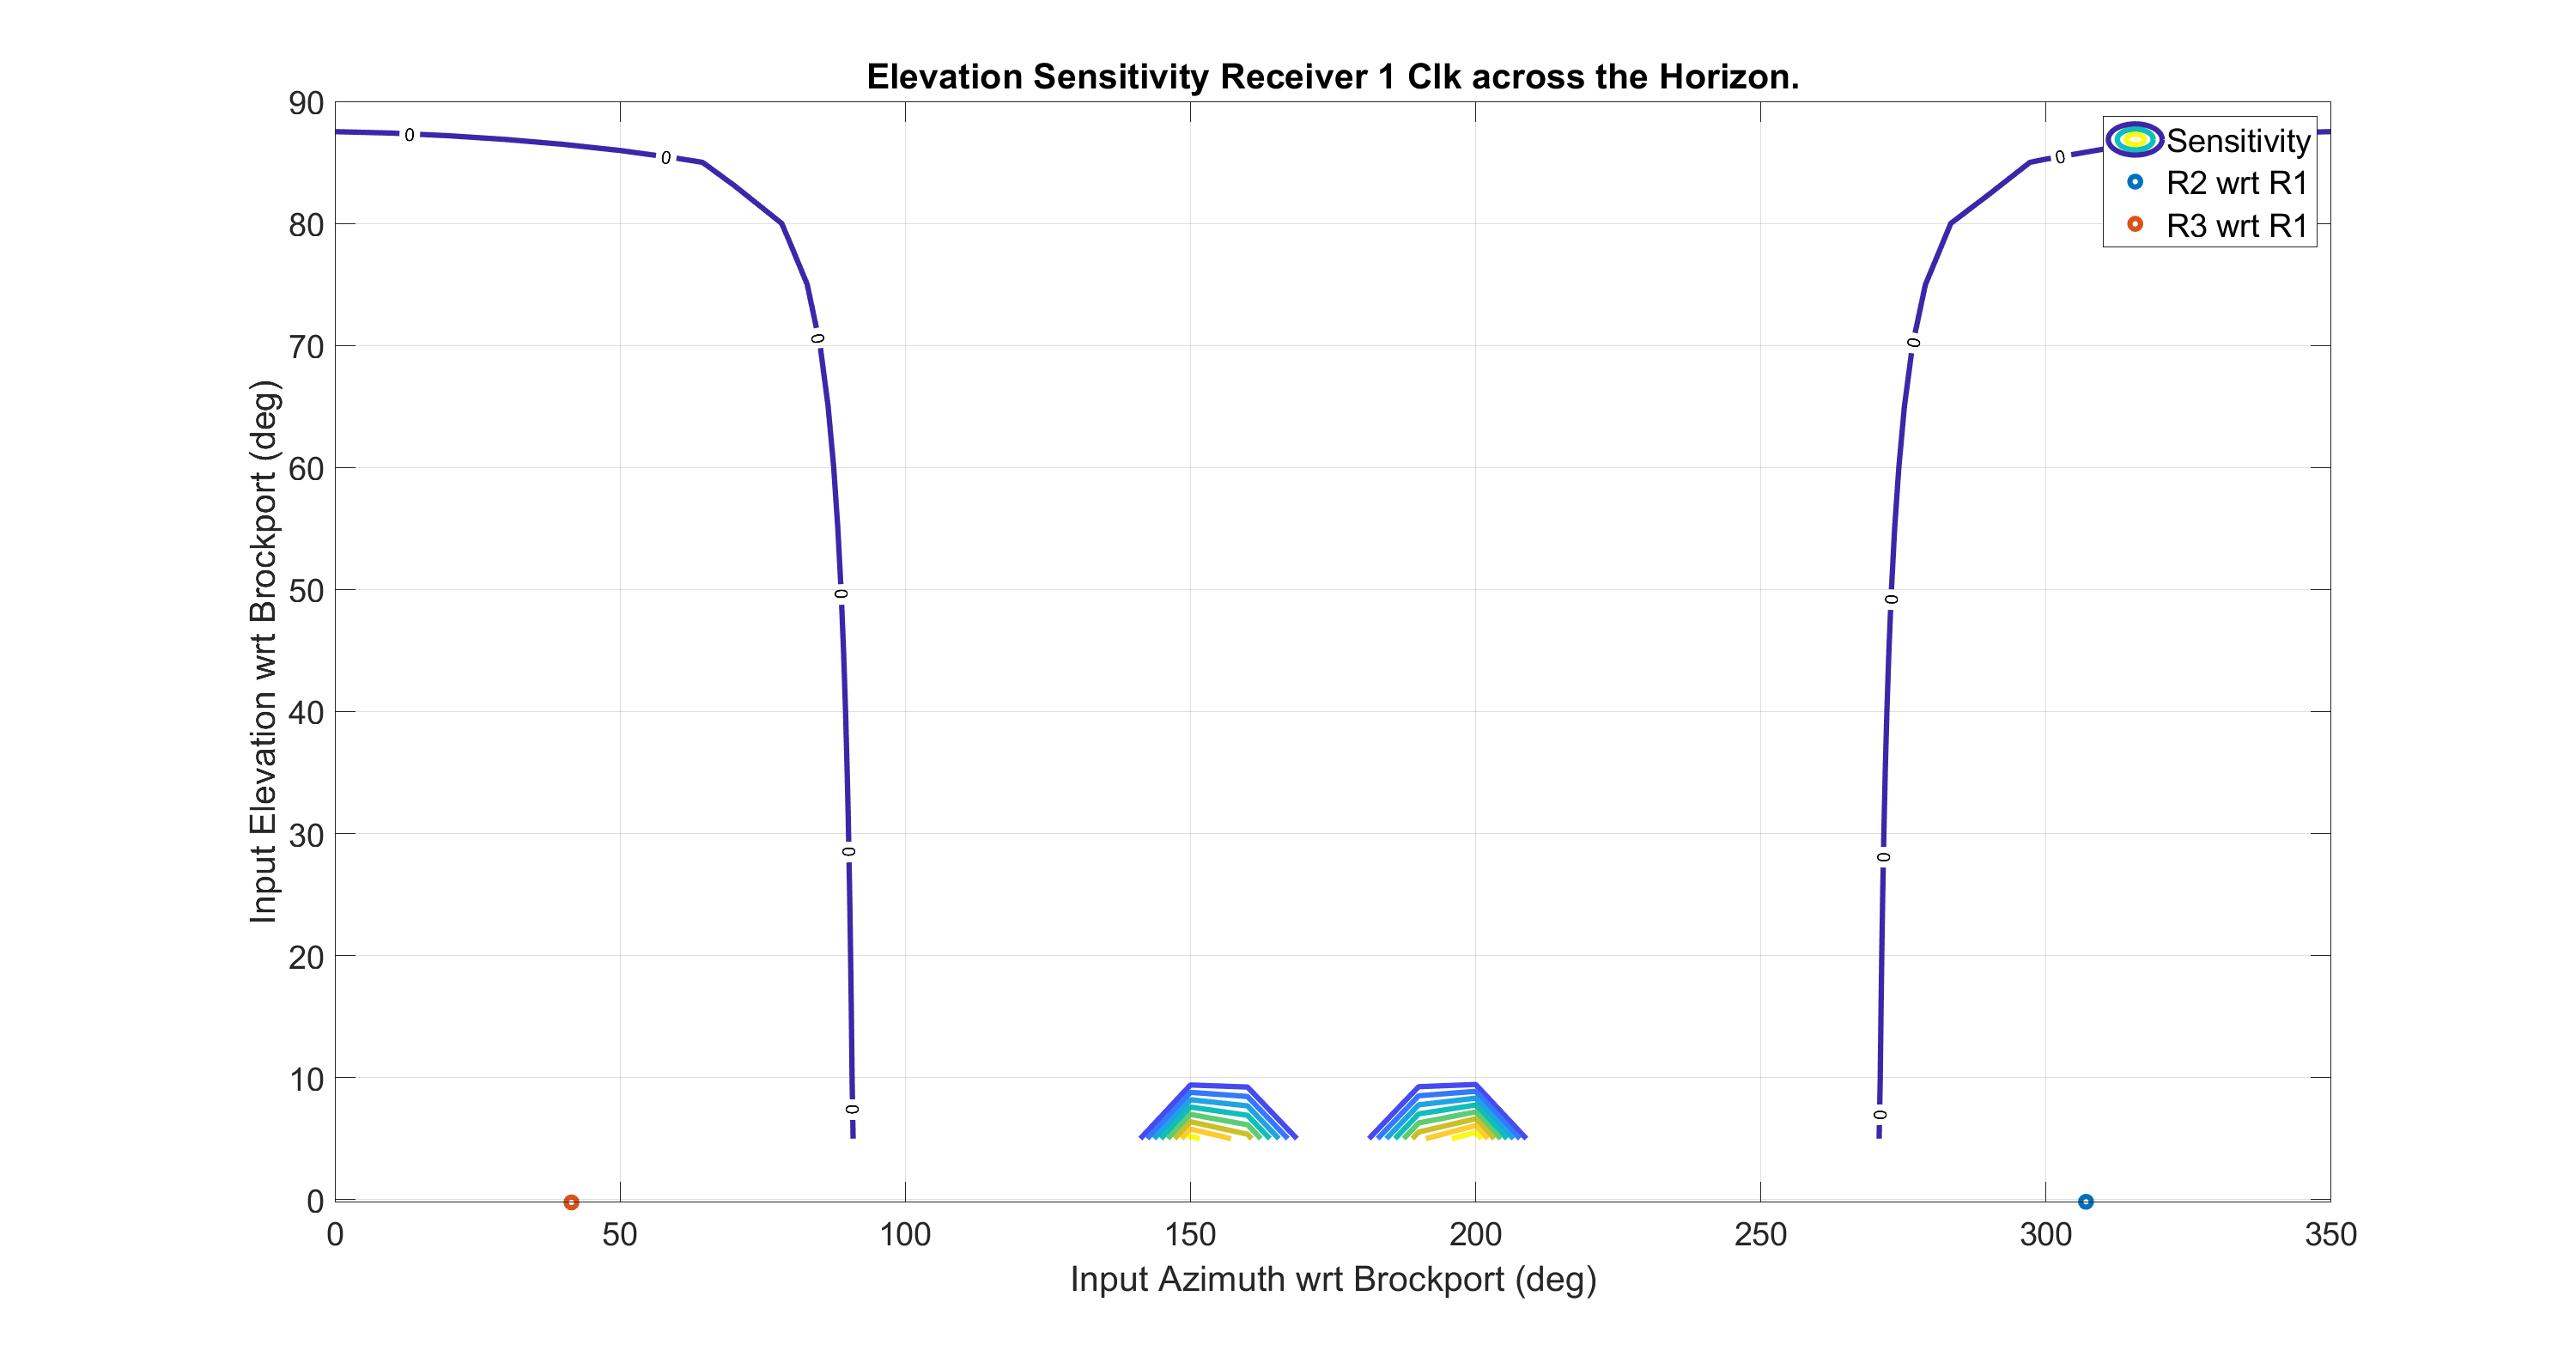 Elevation Sensitivity Receiver 1 Clk across the Horizon.
Input Elevation wrt Brockport (deg)
90
80
70
60
50
40
30
20
10
0
0 0 0 0 0 0
0 0 0 0 0
Sensitivity
R2 wrt R1
R3 wrt R1
0 50 100 150 200 250 300 350
Input Azimuth wrt Brockport (deg)